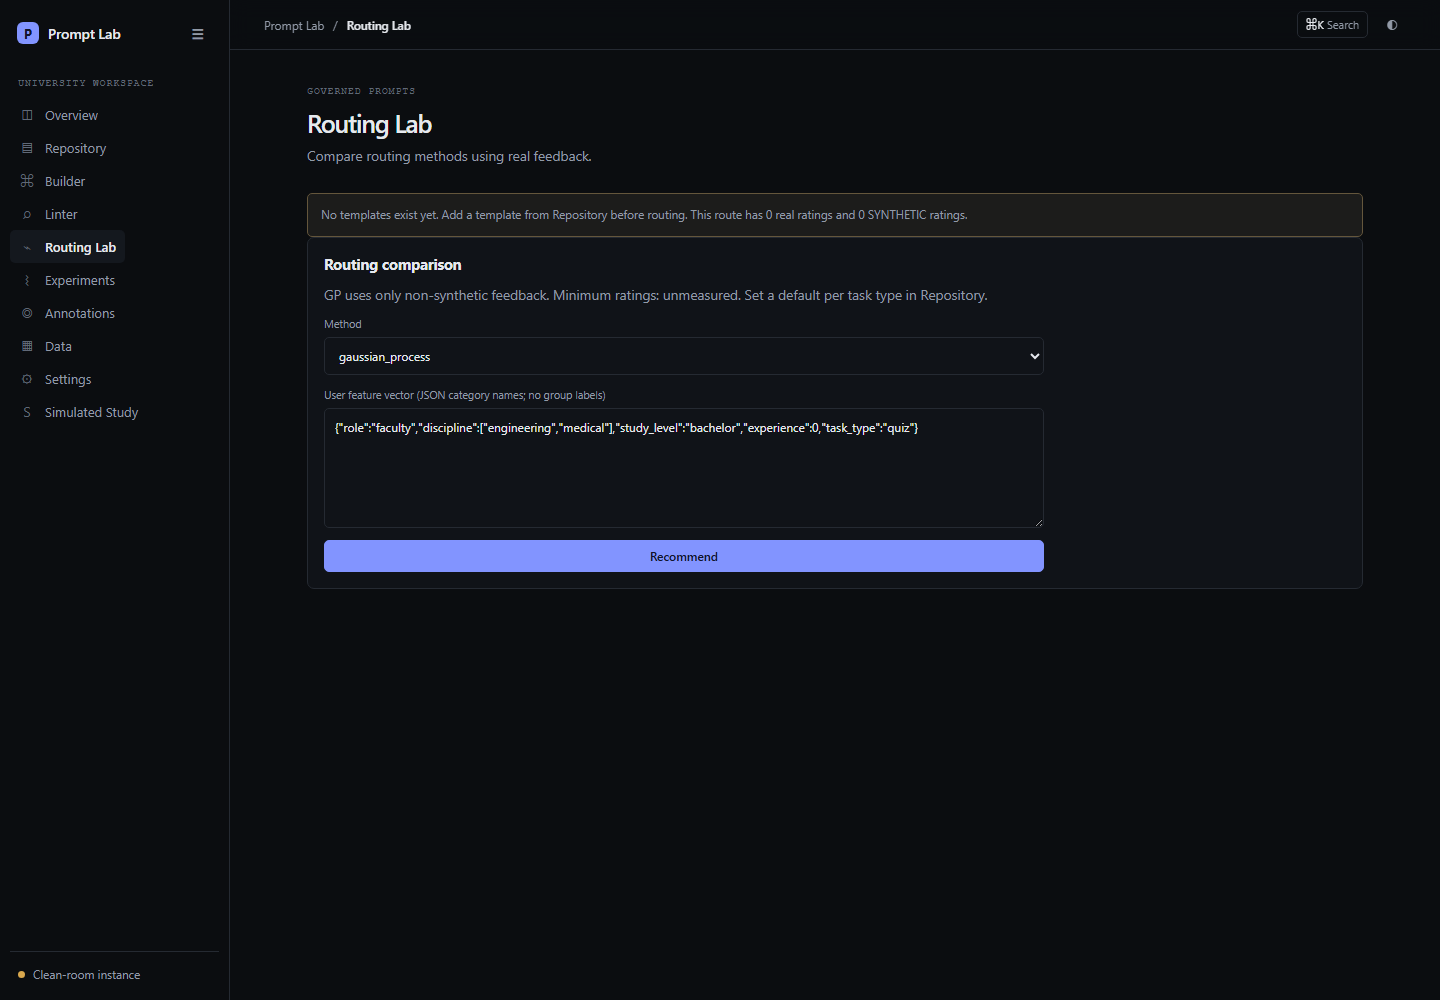 P Prompt Lab
UNIVERSITY WORKSPACE
Overview
Repository
Builder
Linter
Routing Lab
Experiments
Annotations
Data
Settings
S Simulated Study
Clean-room instance
Prompt Lab / Routing Lab
⌘K Search
GOVERNED PROMPTS
Routing Lab
Compare routing methods using real feedback.
No templates exist yet. Add a template from Repository before routing. This route has 0 real ratings and 0 SYNTHETIC ratings.
Routing comparison
GP uses only non-synthetic feedback. Minimum ratings: unmeasured. Set a default per task type in Repository.
Method
gaussian_process
User feature vector (JSON category names; no group labels)
{"role":"faculty","discipline":["engineering","medical"],"study_level":"bachelor","experience":0,"task_type":"quiz"}
Recommend